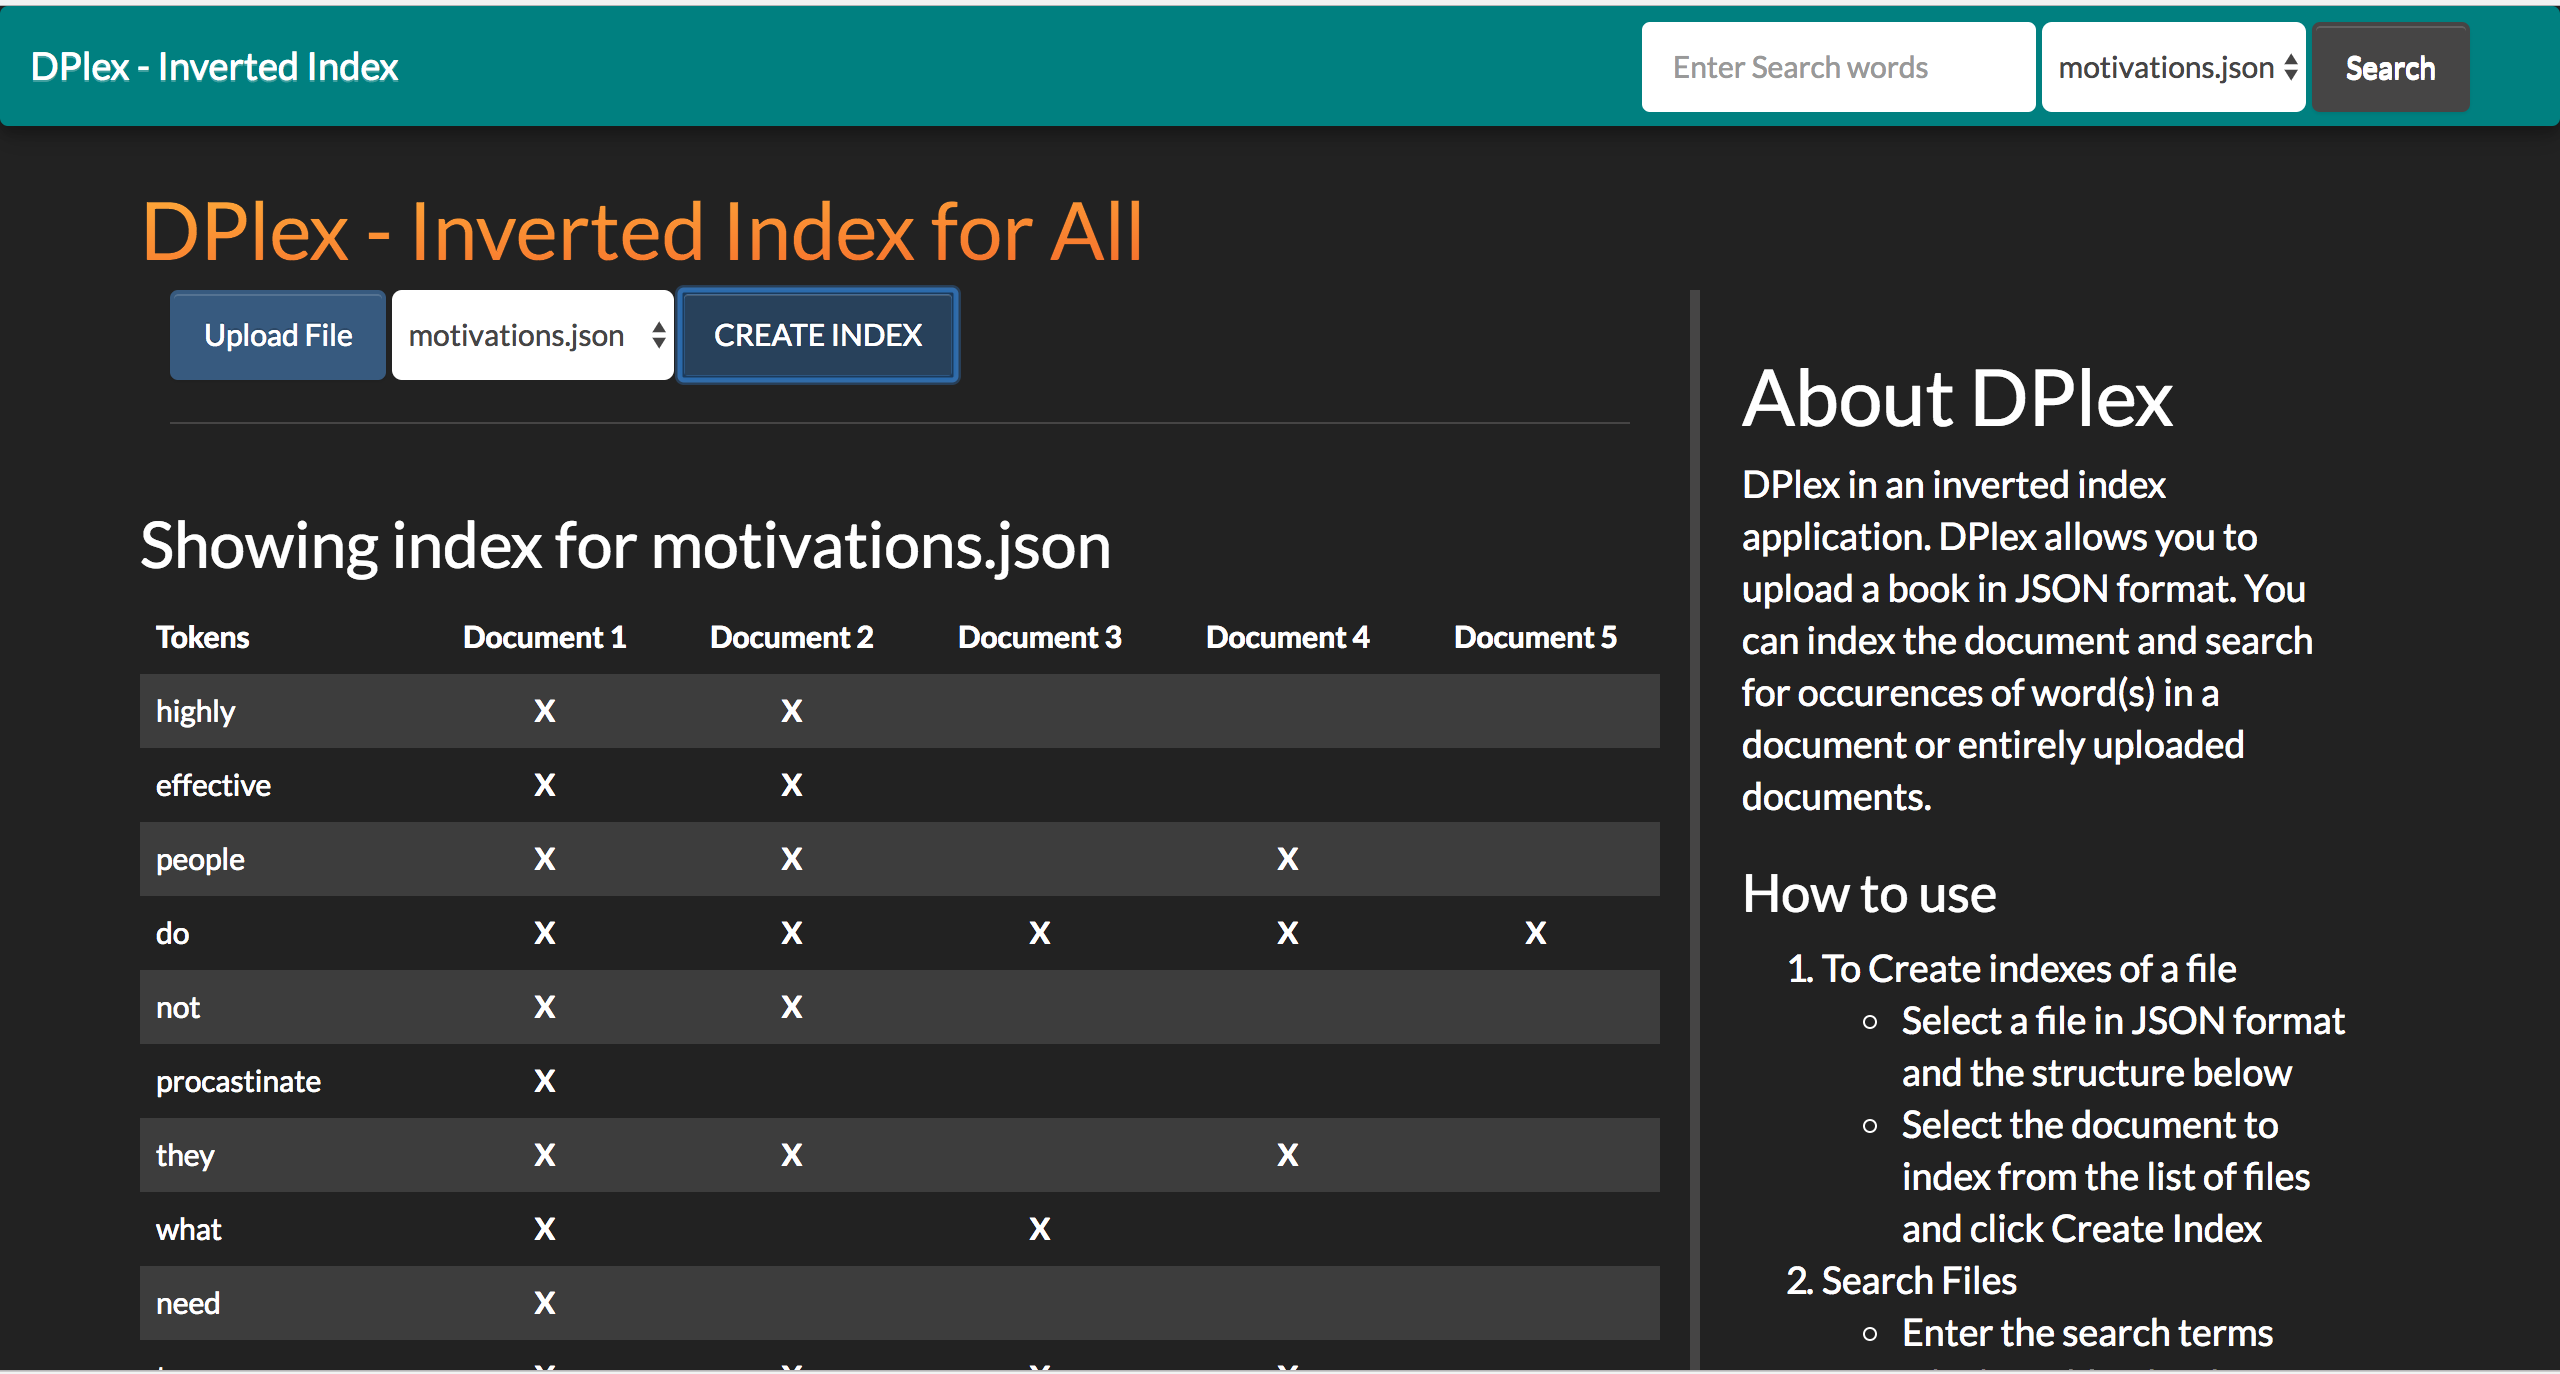 DPlex - Inverted Index
Enter Search words
motivations.json
Search
DPlex - Inverted Index for All
Upload File
motivations.json
CREATE INDEX
Showing index for motivations.json
Tokens Document 1 Document 2 Document 3 Document 4 Document 5
highly X X
effective X X
people X X X
do X X X X X
not X X
procastinate X
they X X X
what X X
need X
About DPlex
DPlex in an inverted index
application. DPlex allows you to
upload a book in JSON format. You
can index the document and search
for occurences of word(s) in a
document or entirely uploaded
documents.
How to use
1. To Create indexes of a file
Select a file in JSON format
and the structure below
Select the document to
index from the list of files
and click Create Index
2. Search Files
Enter the search terms